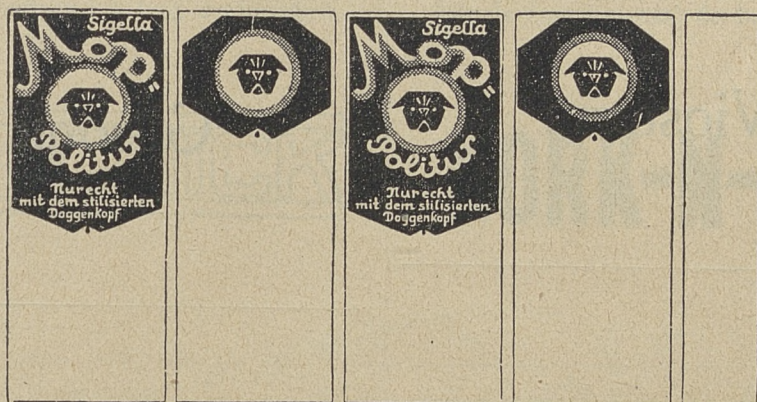 Sigella
Mop=
Politur
Nur echt
mit dem stilisierten
Doggenkopf
Sigella
Mop=
Politur
Nur echt
mit dem stilisierten
Doggenkopf